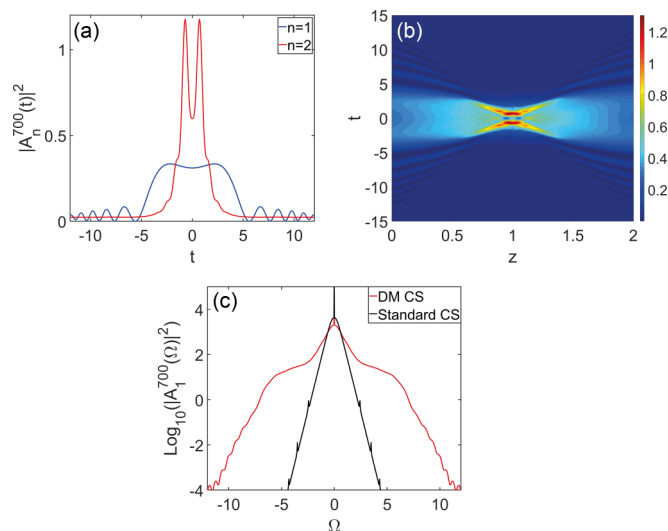 (a)
n=1
n=2
1
0.5
0
-10
-5
0
5
10
t
|A_n^700(t)|^2
(b)
15
10
5
0
-5
-10
-15
t
0
0.5
1
1.5
2
z
1.2
1
0.8
0.6
0.4
0.2
(c)
DM CS
Standard CS
4
2
0
-2
-4
-10
-5
0
5
10
Ω
Log10(|A_1^700(Ω)|^2)